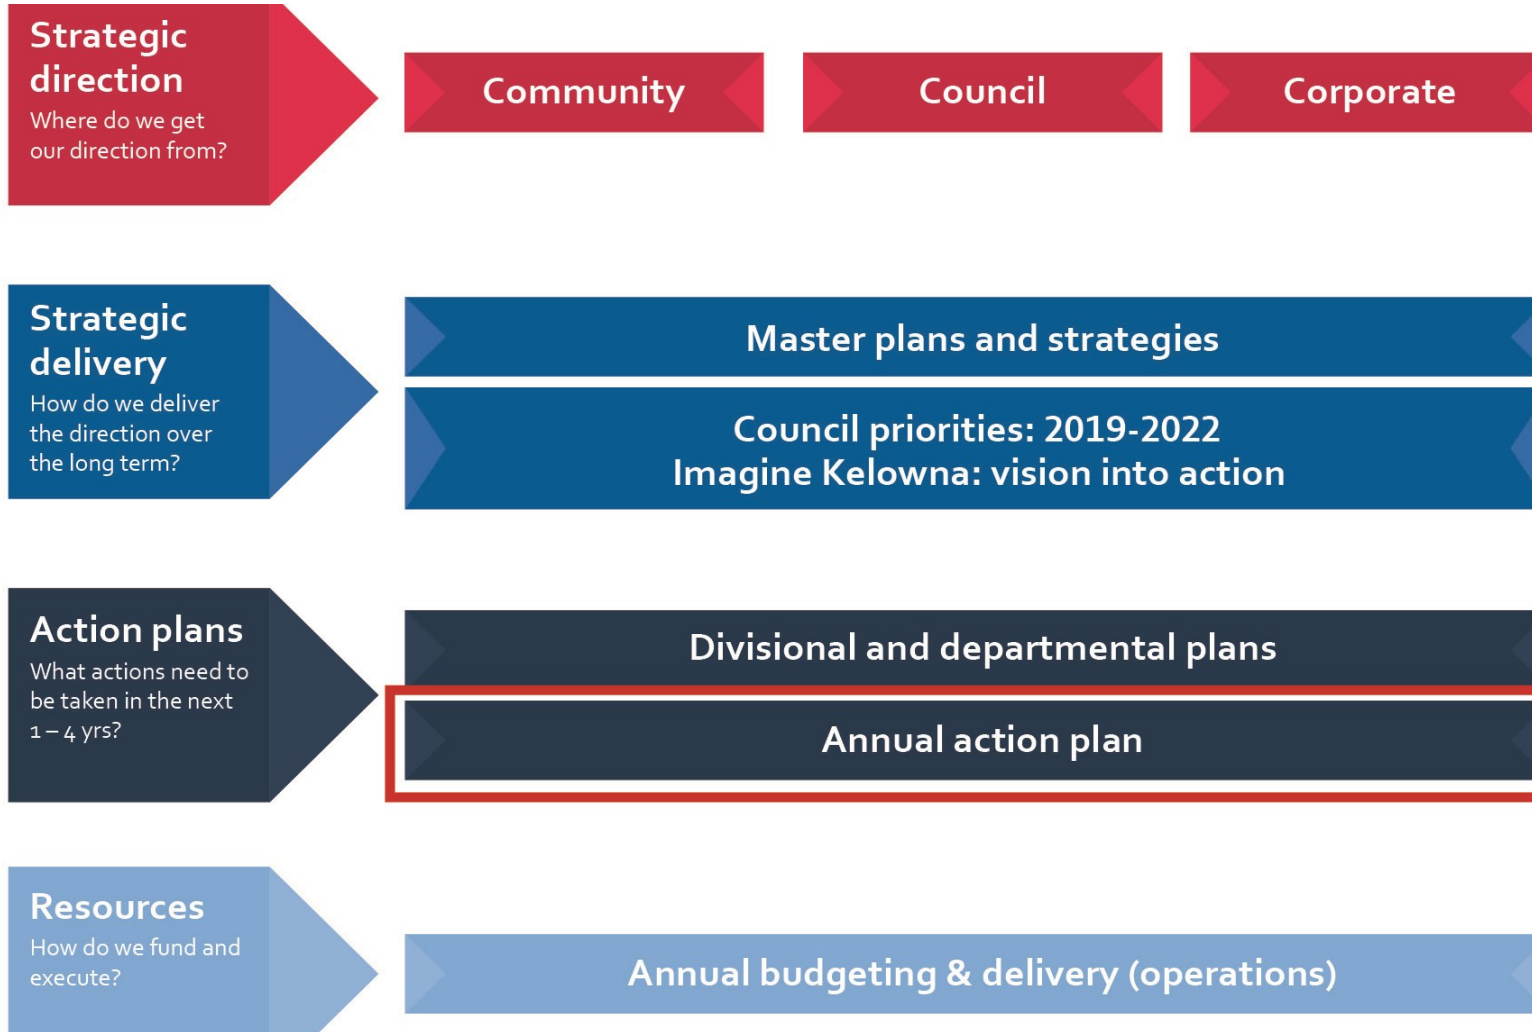 Strategic
direction
Where do we get
our direction from?
Community
Council
Corporate
Strategic
delivery
How do we deliver
the direction over
the long term?
Master plans and strategies
Council priorities: 2019-2022
Imagine Kelowna: vision into action
Action plans
What actions need to
be taken in the next
1 – 4 yrs?
Divisional and departmental plans
Annual action plan
Resources
How do we fund and
execute?
Annual budgeting & delivery (operations)